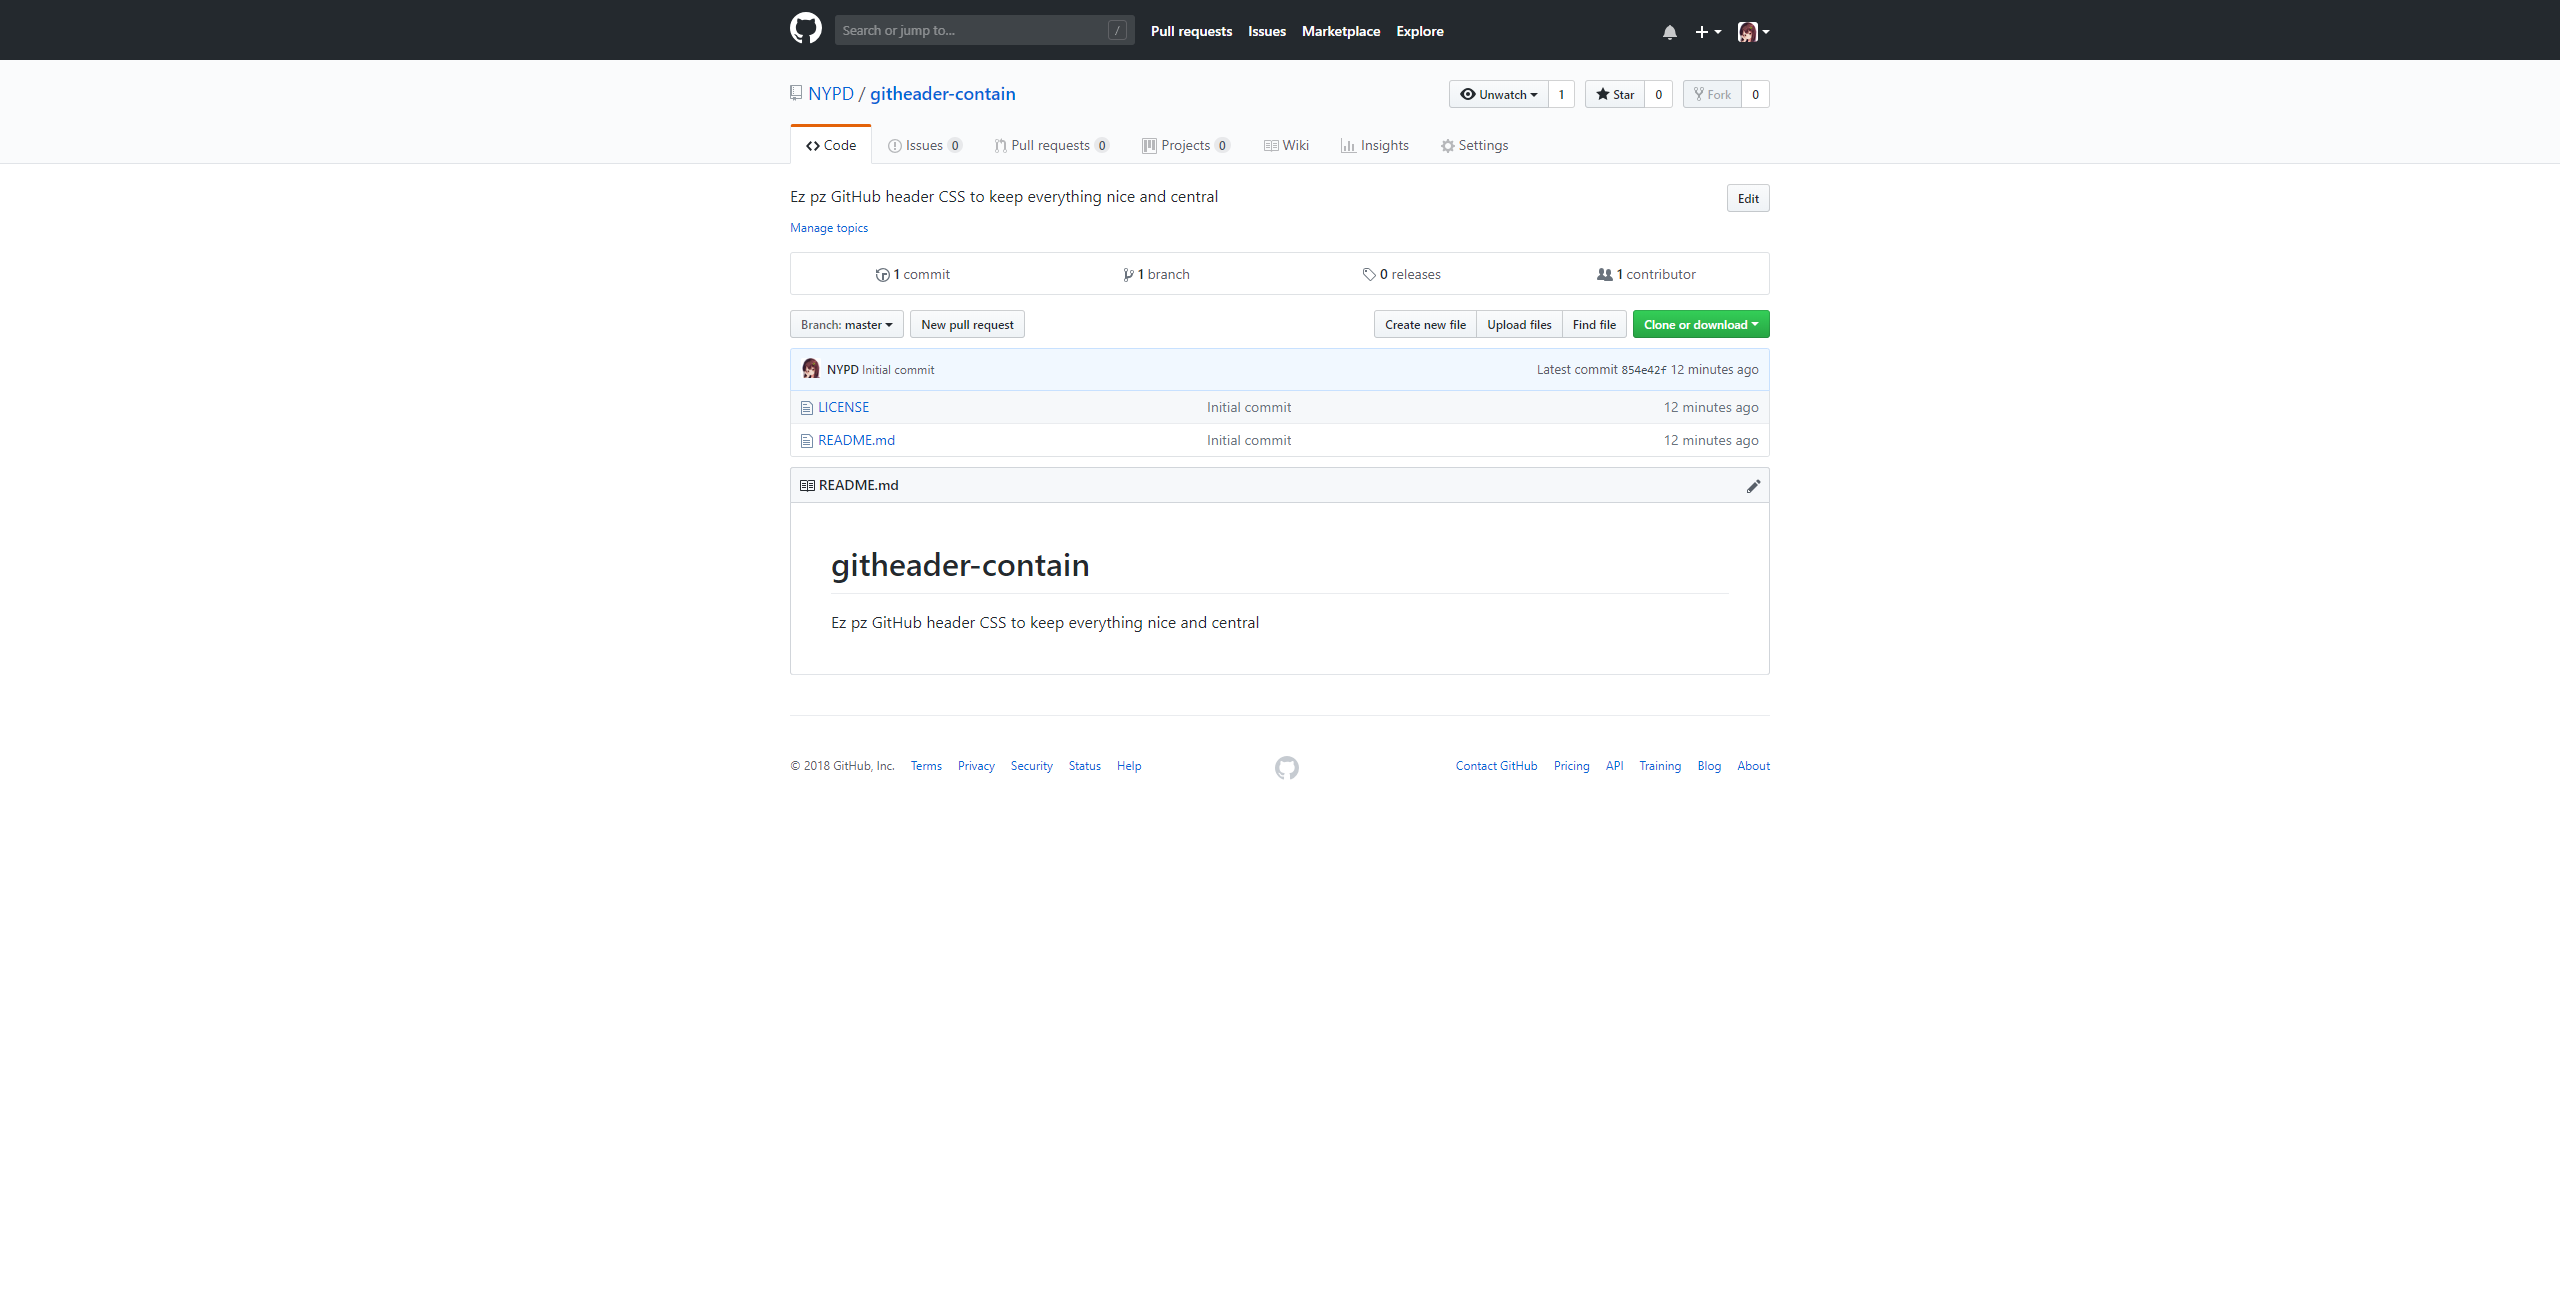 Search or jump to... / Pull requests Issues Marketplace Explore
NYPD / githeader-contain Unwatch 1 Star 0 Fork 0
Code Issues 0 Pull requests 0 Projects 0 Wiki Insights Settings
Ez pz GitHub header CSS to keep everything nice and central Edit
Manage topics
1 commit 1 branch 0 releases 1 contributor
Branch: master New pull request Create new file Upload files Find file Clone or download
NYPD Initial commit Latest commit 854e42f 12 minutes ago
LICENSE Initial commit 12 minutes ago
README.md Initial commit 12 minutes ago
README.md
githeader-contain
Ez pz GitHub header CSS to keep everything nice and central
© 2018 GitHub, Inc. Terms Privacy Security Status Help Contact GitHub Pricing API Training Blog About